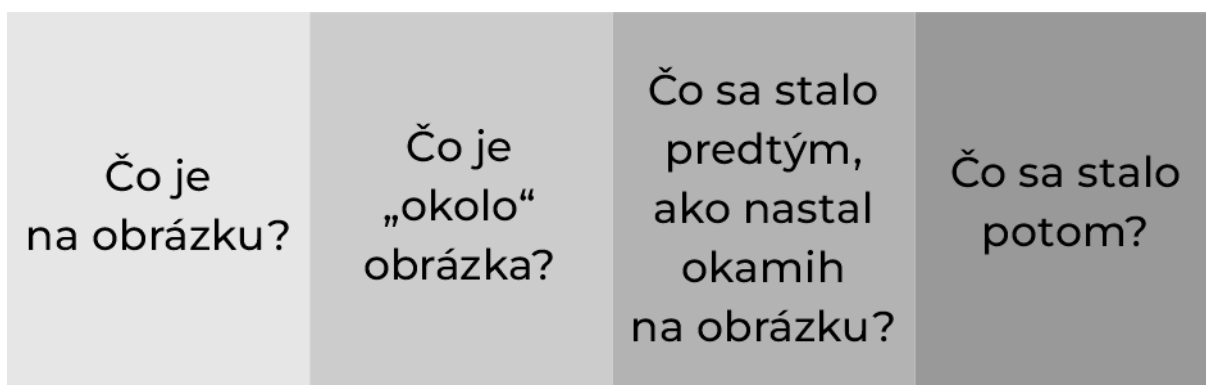 Čo je
na obrázku?
Čo je
„okolo“
obrázka?
Čo sa stalo
predtým,
ako nastal
okamih
na obrázku?
Čo sa stalo
potom?